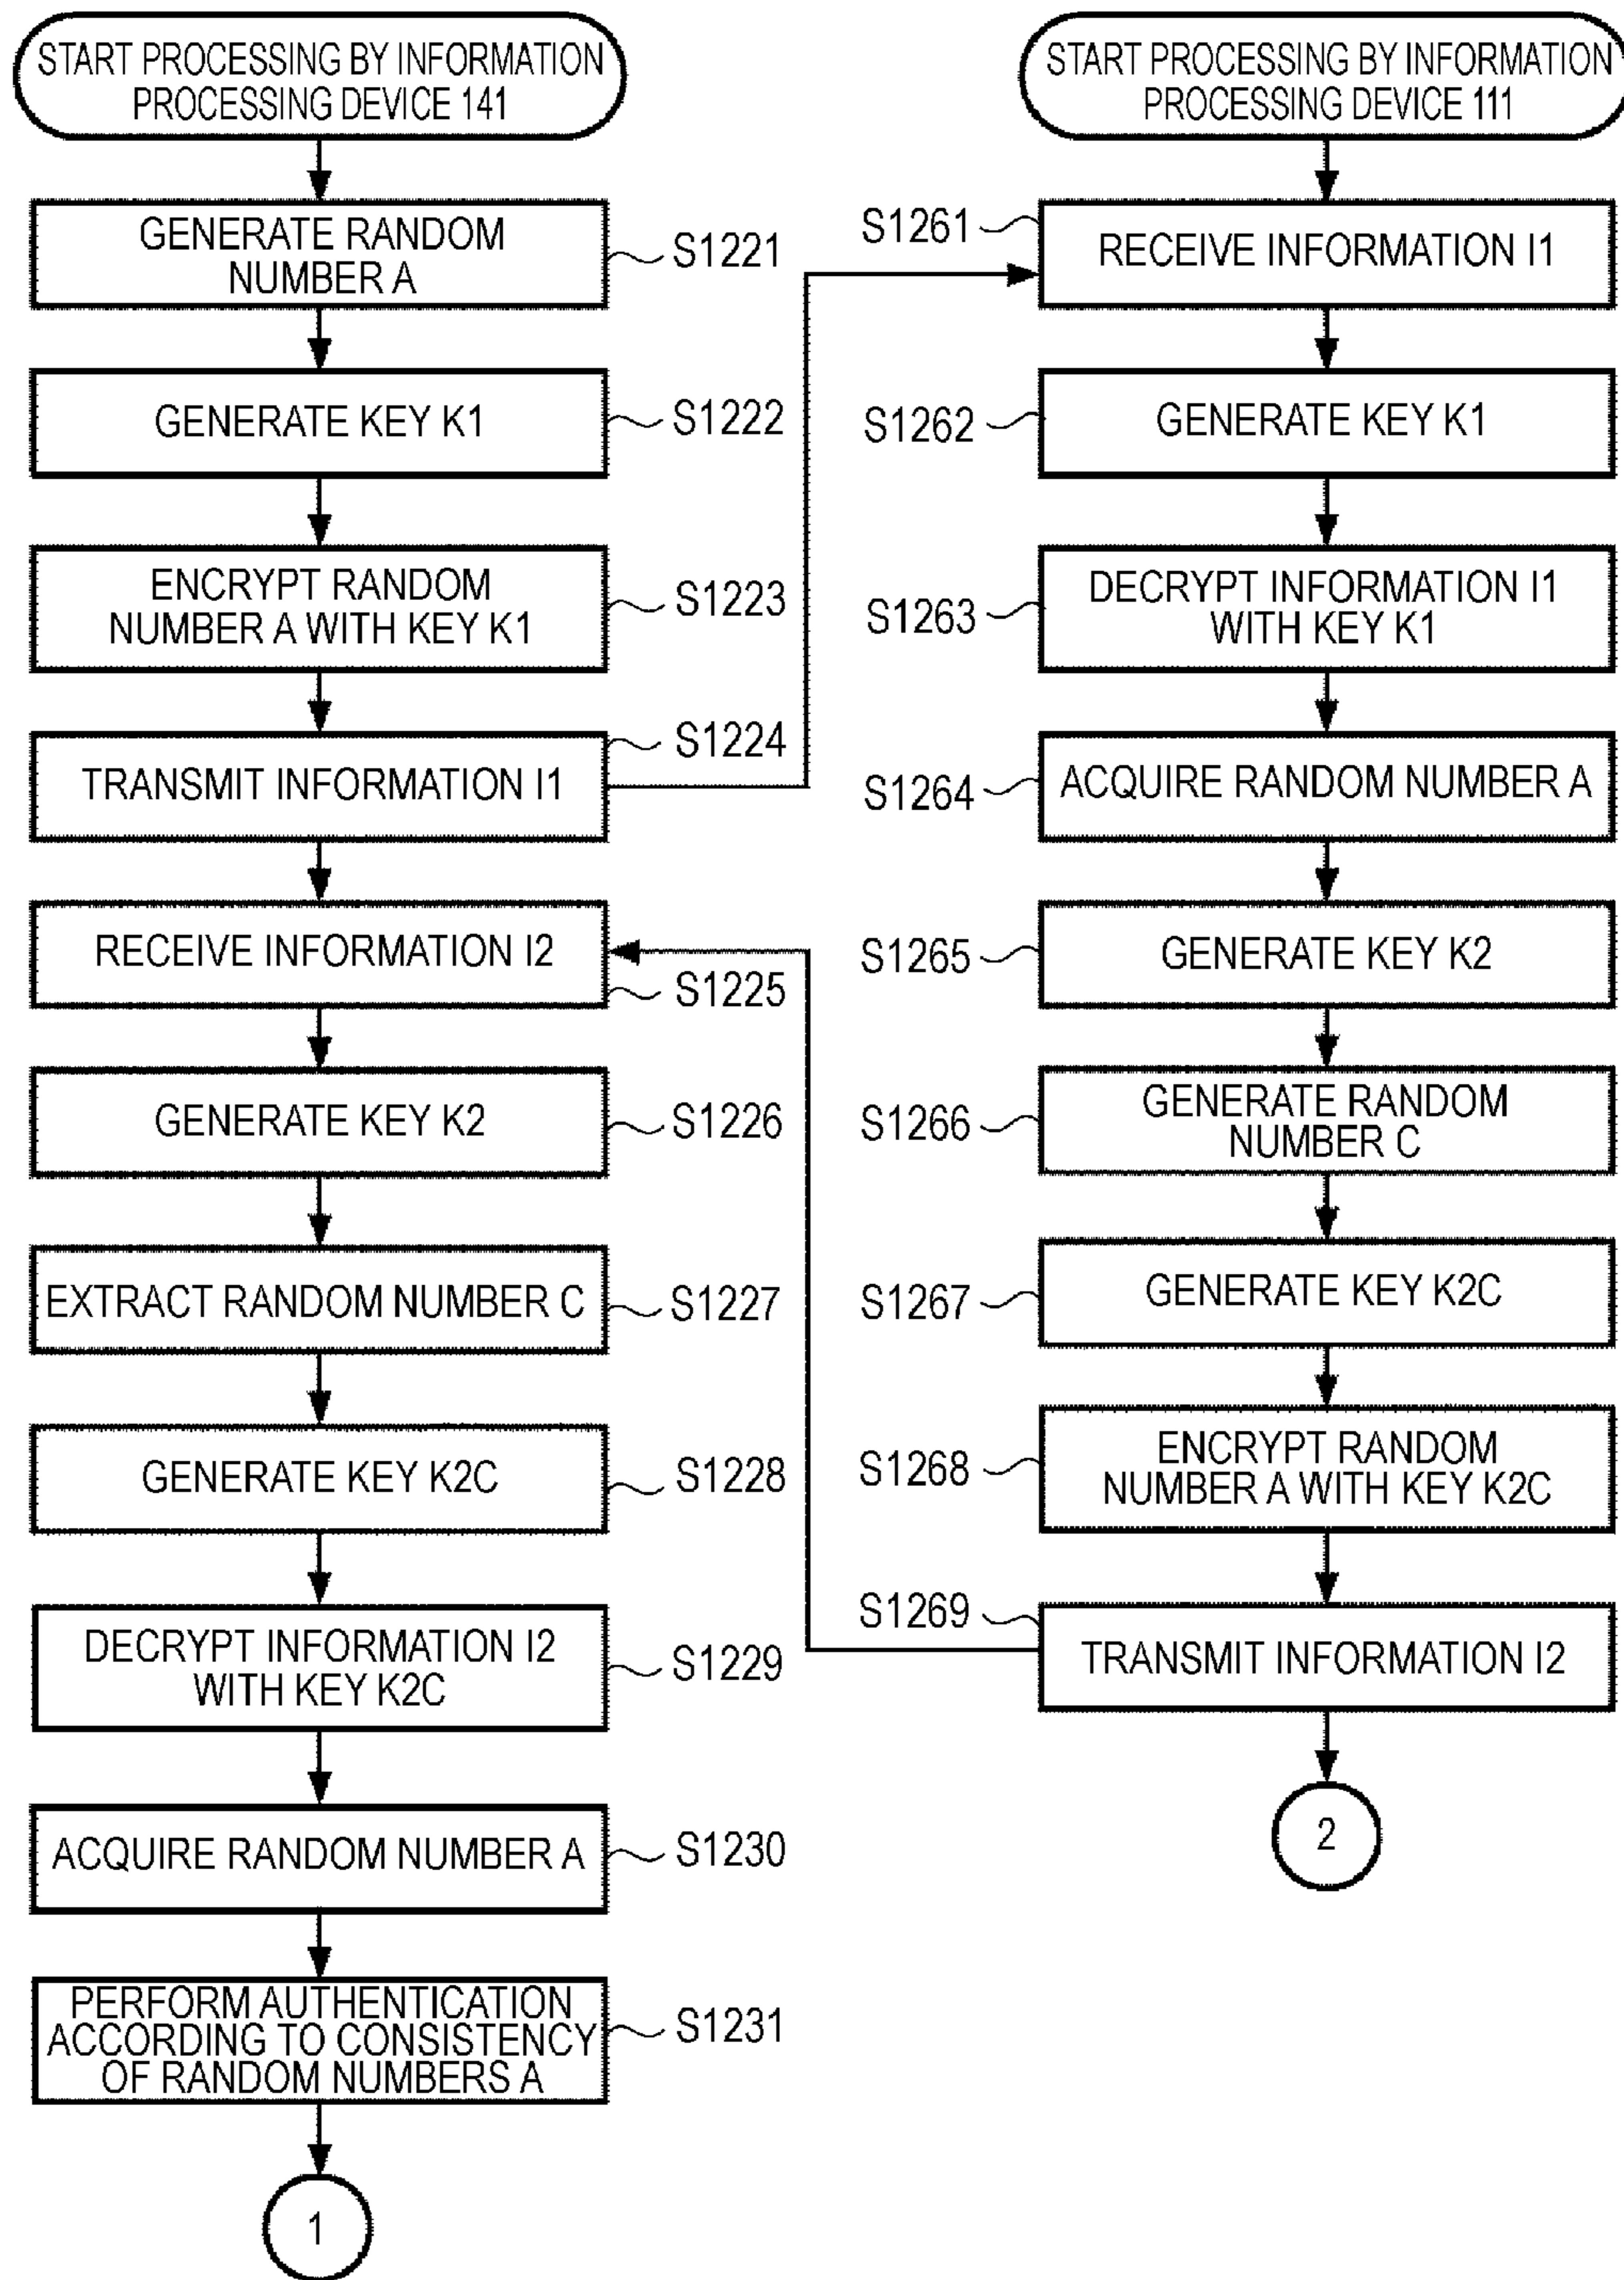 START PROCESSING BY INFORMATION
PROCESSING DEVICE 141
GENERATE RANDOM
NUMBER A
S1221
GENERATE KEY K1
S1222
ENCRYPT RANDOM
NUMBER A WITH KEY K1
S1223
TRANSMIT INFORMATION I1
S1224
RECEIVE INFORMATION I2
S1225
GENERATE KEY K2
S1226
EXTRACT RANDOM NUMBER C
S1227
GENERATE KEY K2C
S1228
DECRYPT INFORMATION I2
WITH KEY K2C
S1229
ACQUIRE RANDOM NUMBER A
S1230
PERFORM AUTHENTICATION
ACCORDING TO CONSISTENCY
OF RANDOM NUMBERS A
S1231
1
START PROCESSING BY INFORMATION
PROCESSING DEVICE 111
S1261
RECEIVE INFORMATION I1
S1262
GENERATE KEY K1
S1263
DECRYPT INFORMATION I1
WITH KEY K1
S1264
ACQUIRE RANDOM NUMBER A
S1265
GENERATE KEY K2
S1266
GENERATE RANDOM
NUMBER C
S1267
GENERATE KEY K2C
S1268
ENCRYPT RANDOM
NUMBER A WITH KEY K2C
S1269
TRANSMIT INFORMATION I2
2